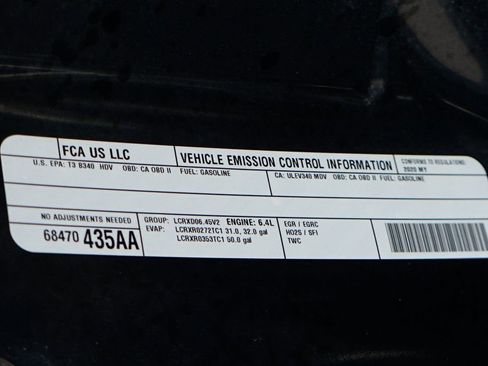 FCA US LLC
VEHICLE EMISSION CONTROL INFORMATION
CONFORMS TO REGULATIONS:
2020 MY
U.S. EPA: T3 B340 HDV OBD: CA OBD II FUEL: GASOLINE
CA: ULEV340 MDV OBD: CA OBD II FUEL: GASOLINE
NO ADJUSTMENTS NEEDED
68470 435AA
GROUP: LCRXD06.45V2 ENGINE: 6.4L
EVAP: LCRXR0272TC1 31.0, 32.0 gal
LCRXR0353TC1 50.0 gal
EGR / EGRC
HO2S / SFI
TWC